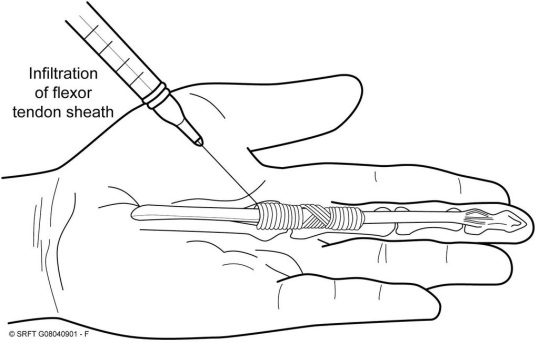 Infiltration
of flexor
tendon sheath
© SRFT G08040901 - F